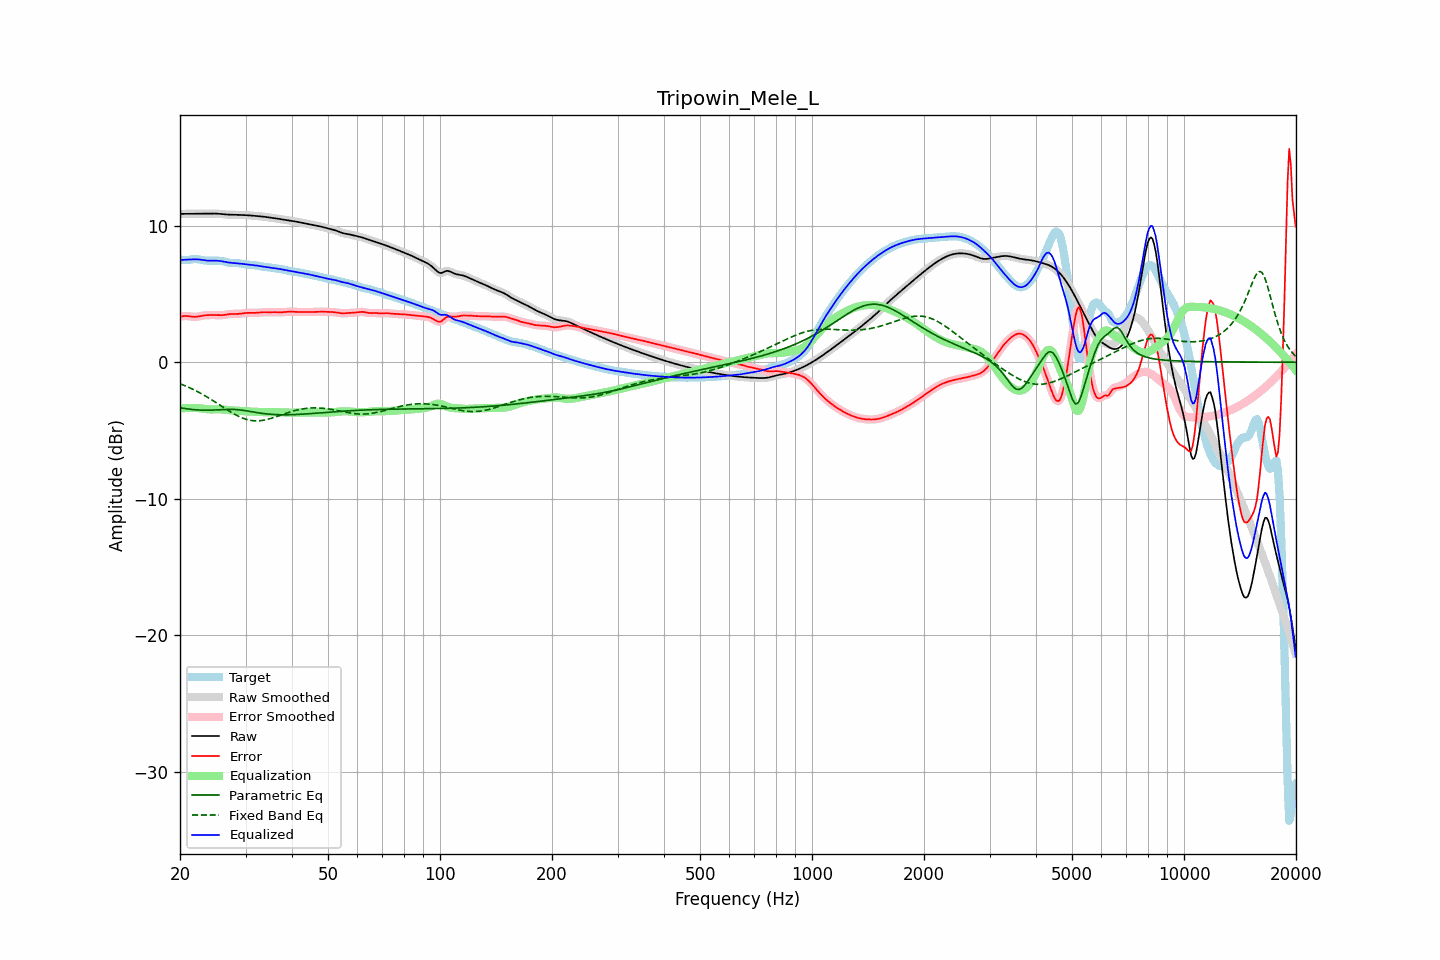 Tripowin_Mele_L
Amplitude (dBr)
10
0
−10
−20
−30
Target
Raw Smoothed
Error Smoothed
Raw
Error
Equalization
Parametric Eq
Fixed Band Eq
Equalized
20 50 100 200 500 1000 2000 5000 10000 20000
Frequency (Hz)